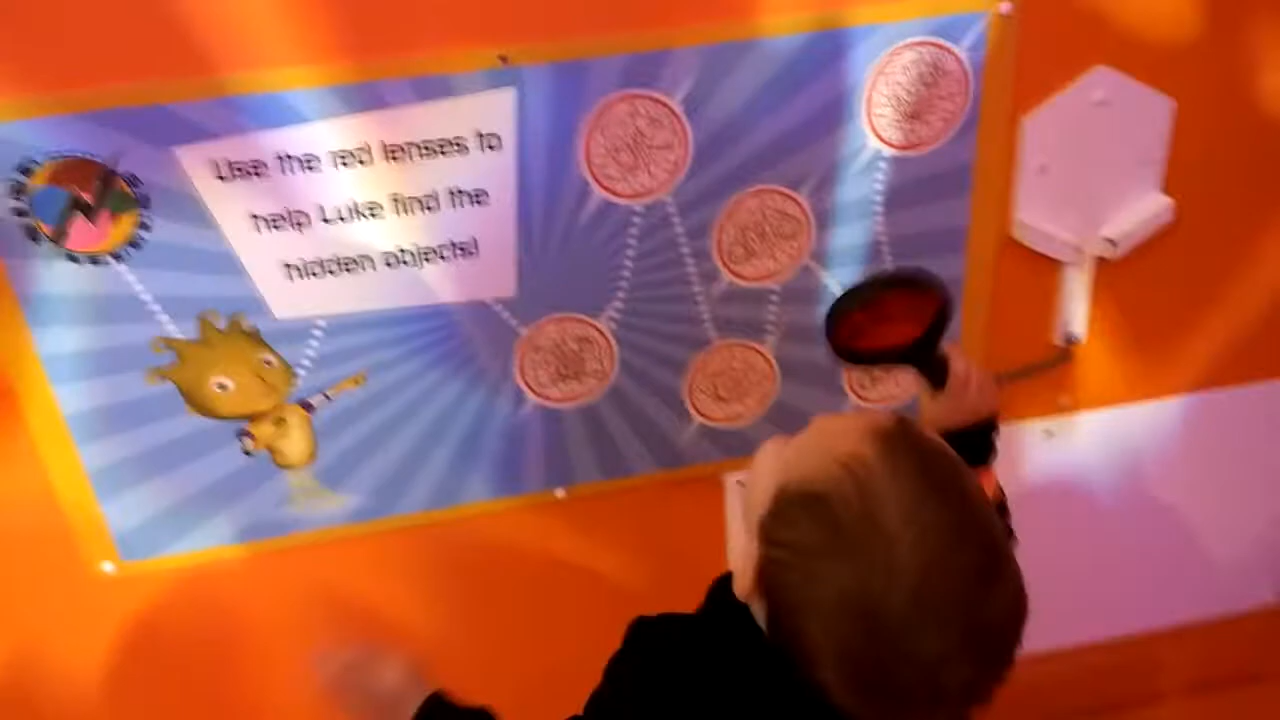 Use the red lenses to
help Luke find the
hidden objects!